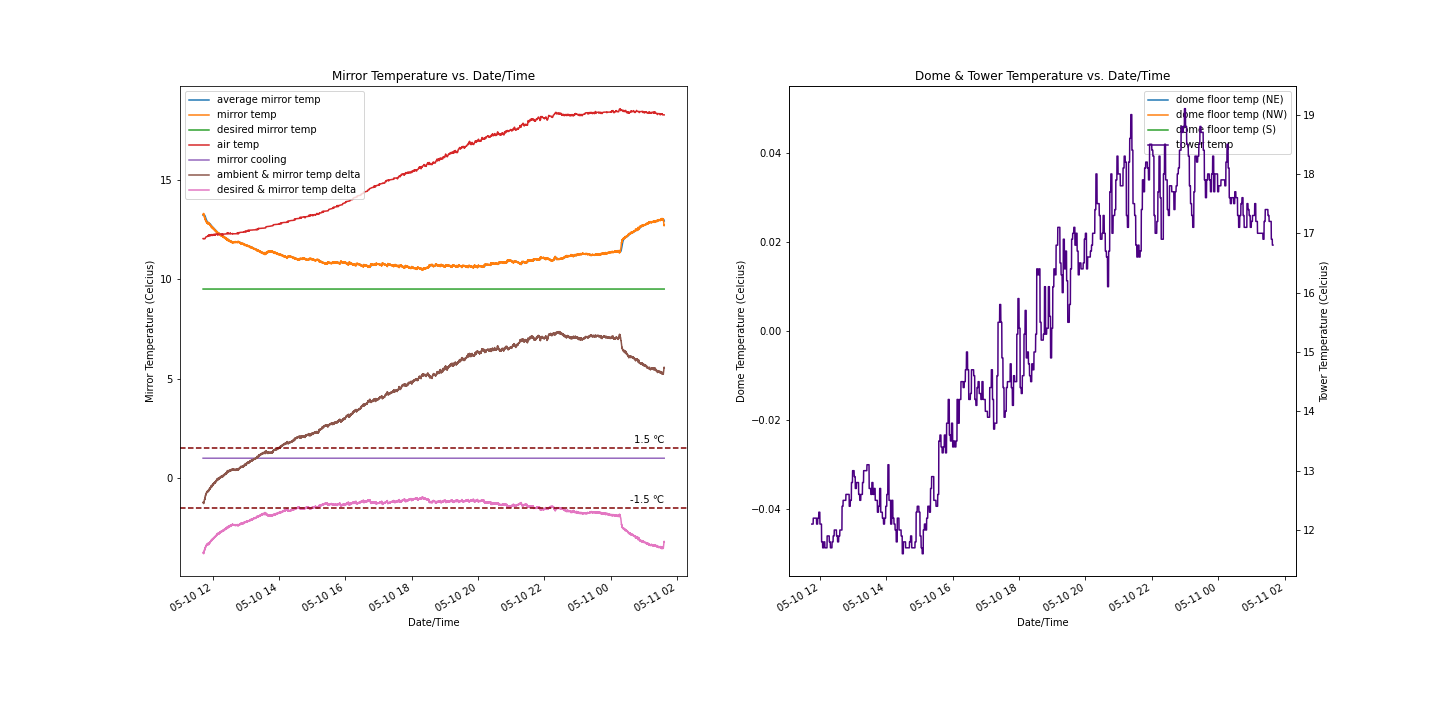 Mirror Temperature vs. Date/Time
average mirror temp
mirror temp
desired mirror temp
air temp
mirror cooling
ambient & mirror temp delta
desired & mirror temp delta
Mirror Temperature (Celcius)
15
10
5
0
1.5 ℃
-1.5 ℃
05-10 12
05-10 14
05-10 16
05-10 18
05-10 20
05-10 22
05-11 00
05-11 02
Date/Time
Dome & Tower Temperature vs. Date/Time
dome floor temp (NE)
dome floor temp (NW)
dome floor temp (S)
tower temp
Dome Temperature (Celcius)
0.04
0.02
0.00
−0.02
−0.04
19
18
17
16
15
14
13
12
Tower Temperature (Celcius)
05-10 12
05-10 14
05-10 16
05-10 18
05-10 20
05-10 22
05-11 00
05-11 02
Date/Time